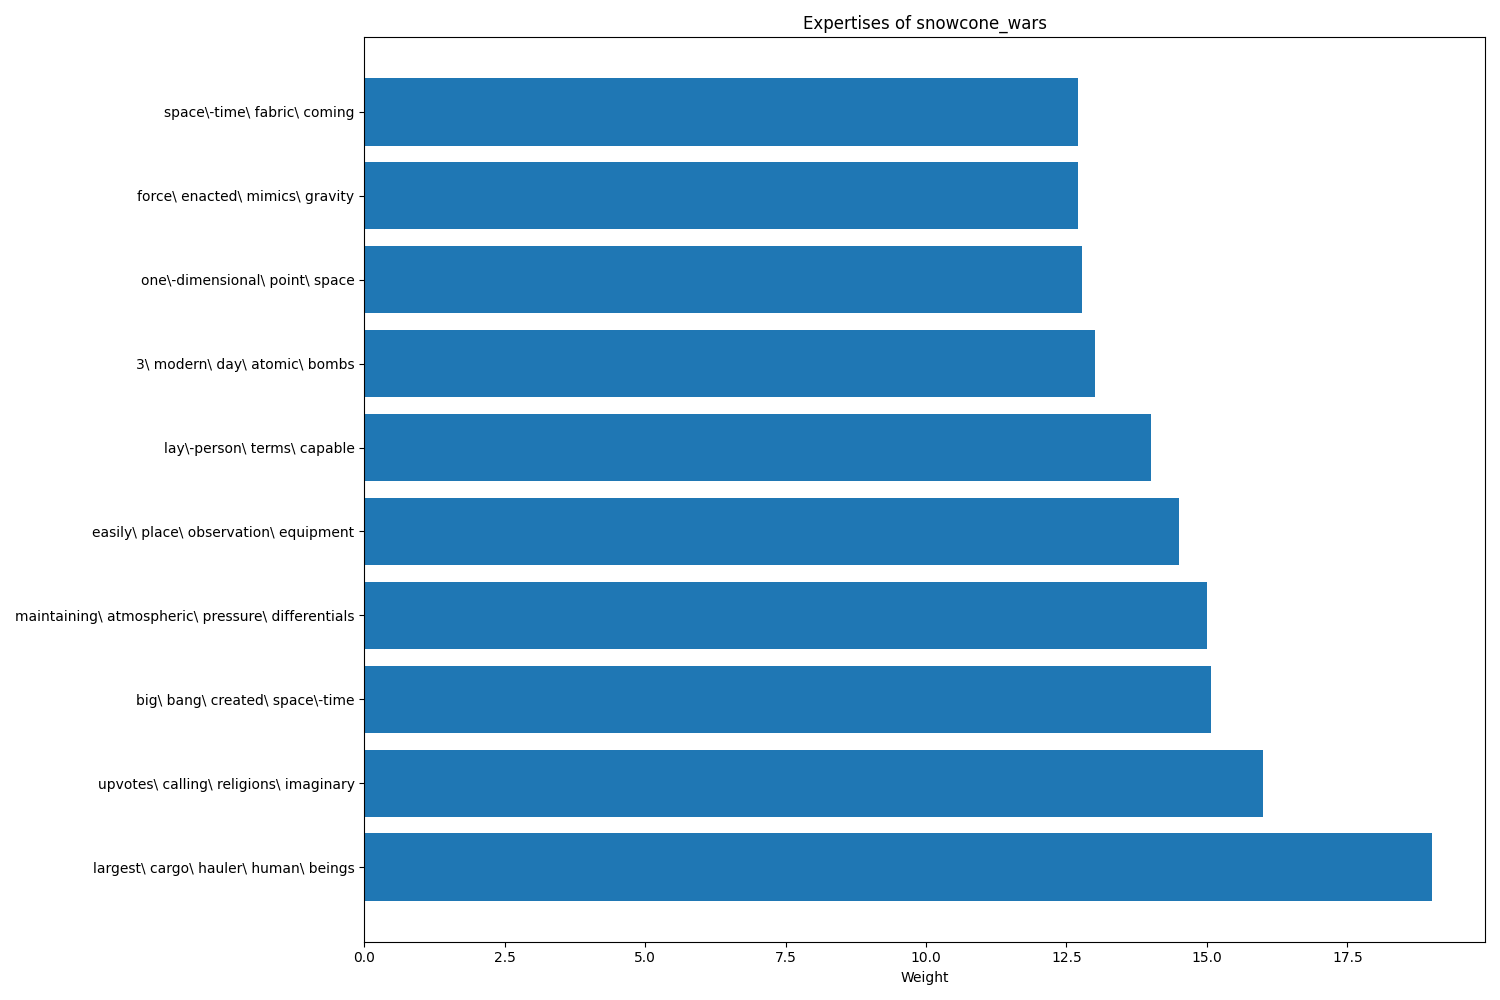 Expertises of snowcone_wars
space\-time\ fabric\ coming
force\ enacted\ mimics\ gravity
one\-dimensional\ point\ space
3\ modern\ day\ atomic\ bombs
lay\-person\ terms\ capable
easily\ place\ observation\ equipment
maintaining\ atmospheric\ pressure\ differentials
big\ bang\ created\ space\-time
upvotes\ calling\ religions\ imaginary
largest\ cargo\ hauler\ human\ beings
0.0 2.5 5.0 7.5 10.0 12.5 15.0 17.5
Weight